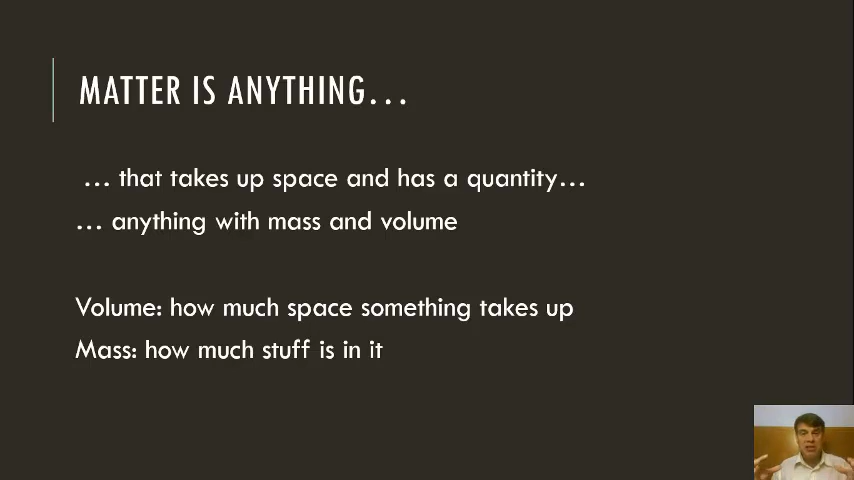 MATTER IS ANYTHING...
... that takes up space and has a quantity...
... anything with mass and volume
Volume: how much space something takes up
Mass: how much stuff is in it